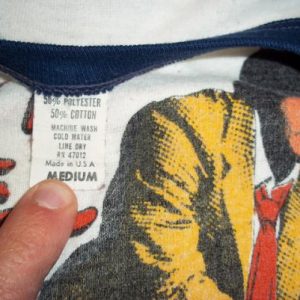 50% POLYESTER
50% COTTON
MACHINE WASH
COLD WATER
LINE DRY
RN 47012
Made in U.S.A
MEDIUM